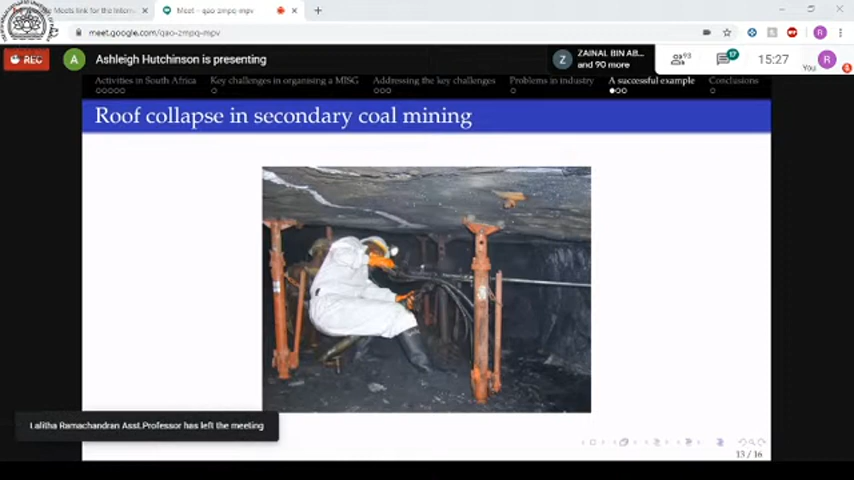 Meets link for the Intern
Meet – qao-zmpq-mpv
meet.google.com/qao-zmpq-mpv
R
REC
A
Ashleigh Hutchinson is presenting
Z
ZAINAL BIN AB...
and 90 more
93
17
15:27
You
R
Activities in South Africa
Key challenges in organising a MISG
Addressing the key challenges
Problems in industry
A successful example
Conclusions
Roof collapse in secondary coal mining
Lalitha Ramachandran Asst.Professor has left the meeting
13 / 16